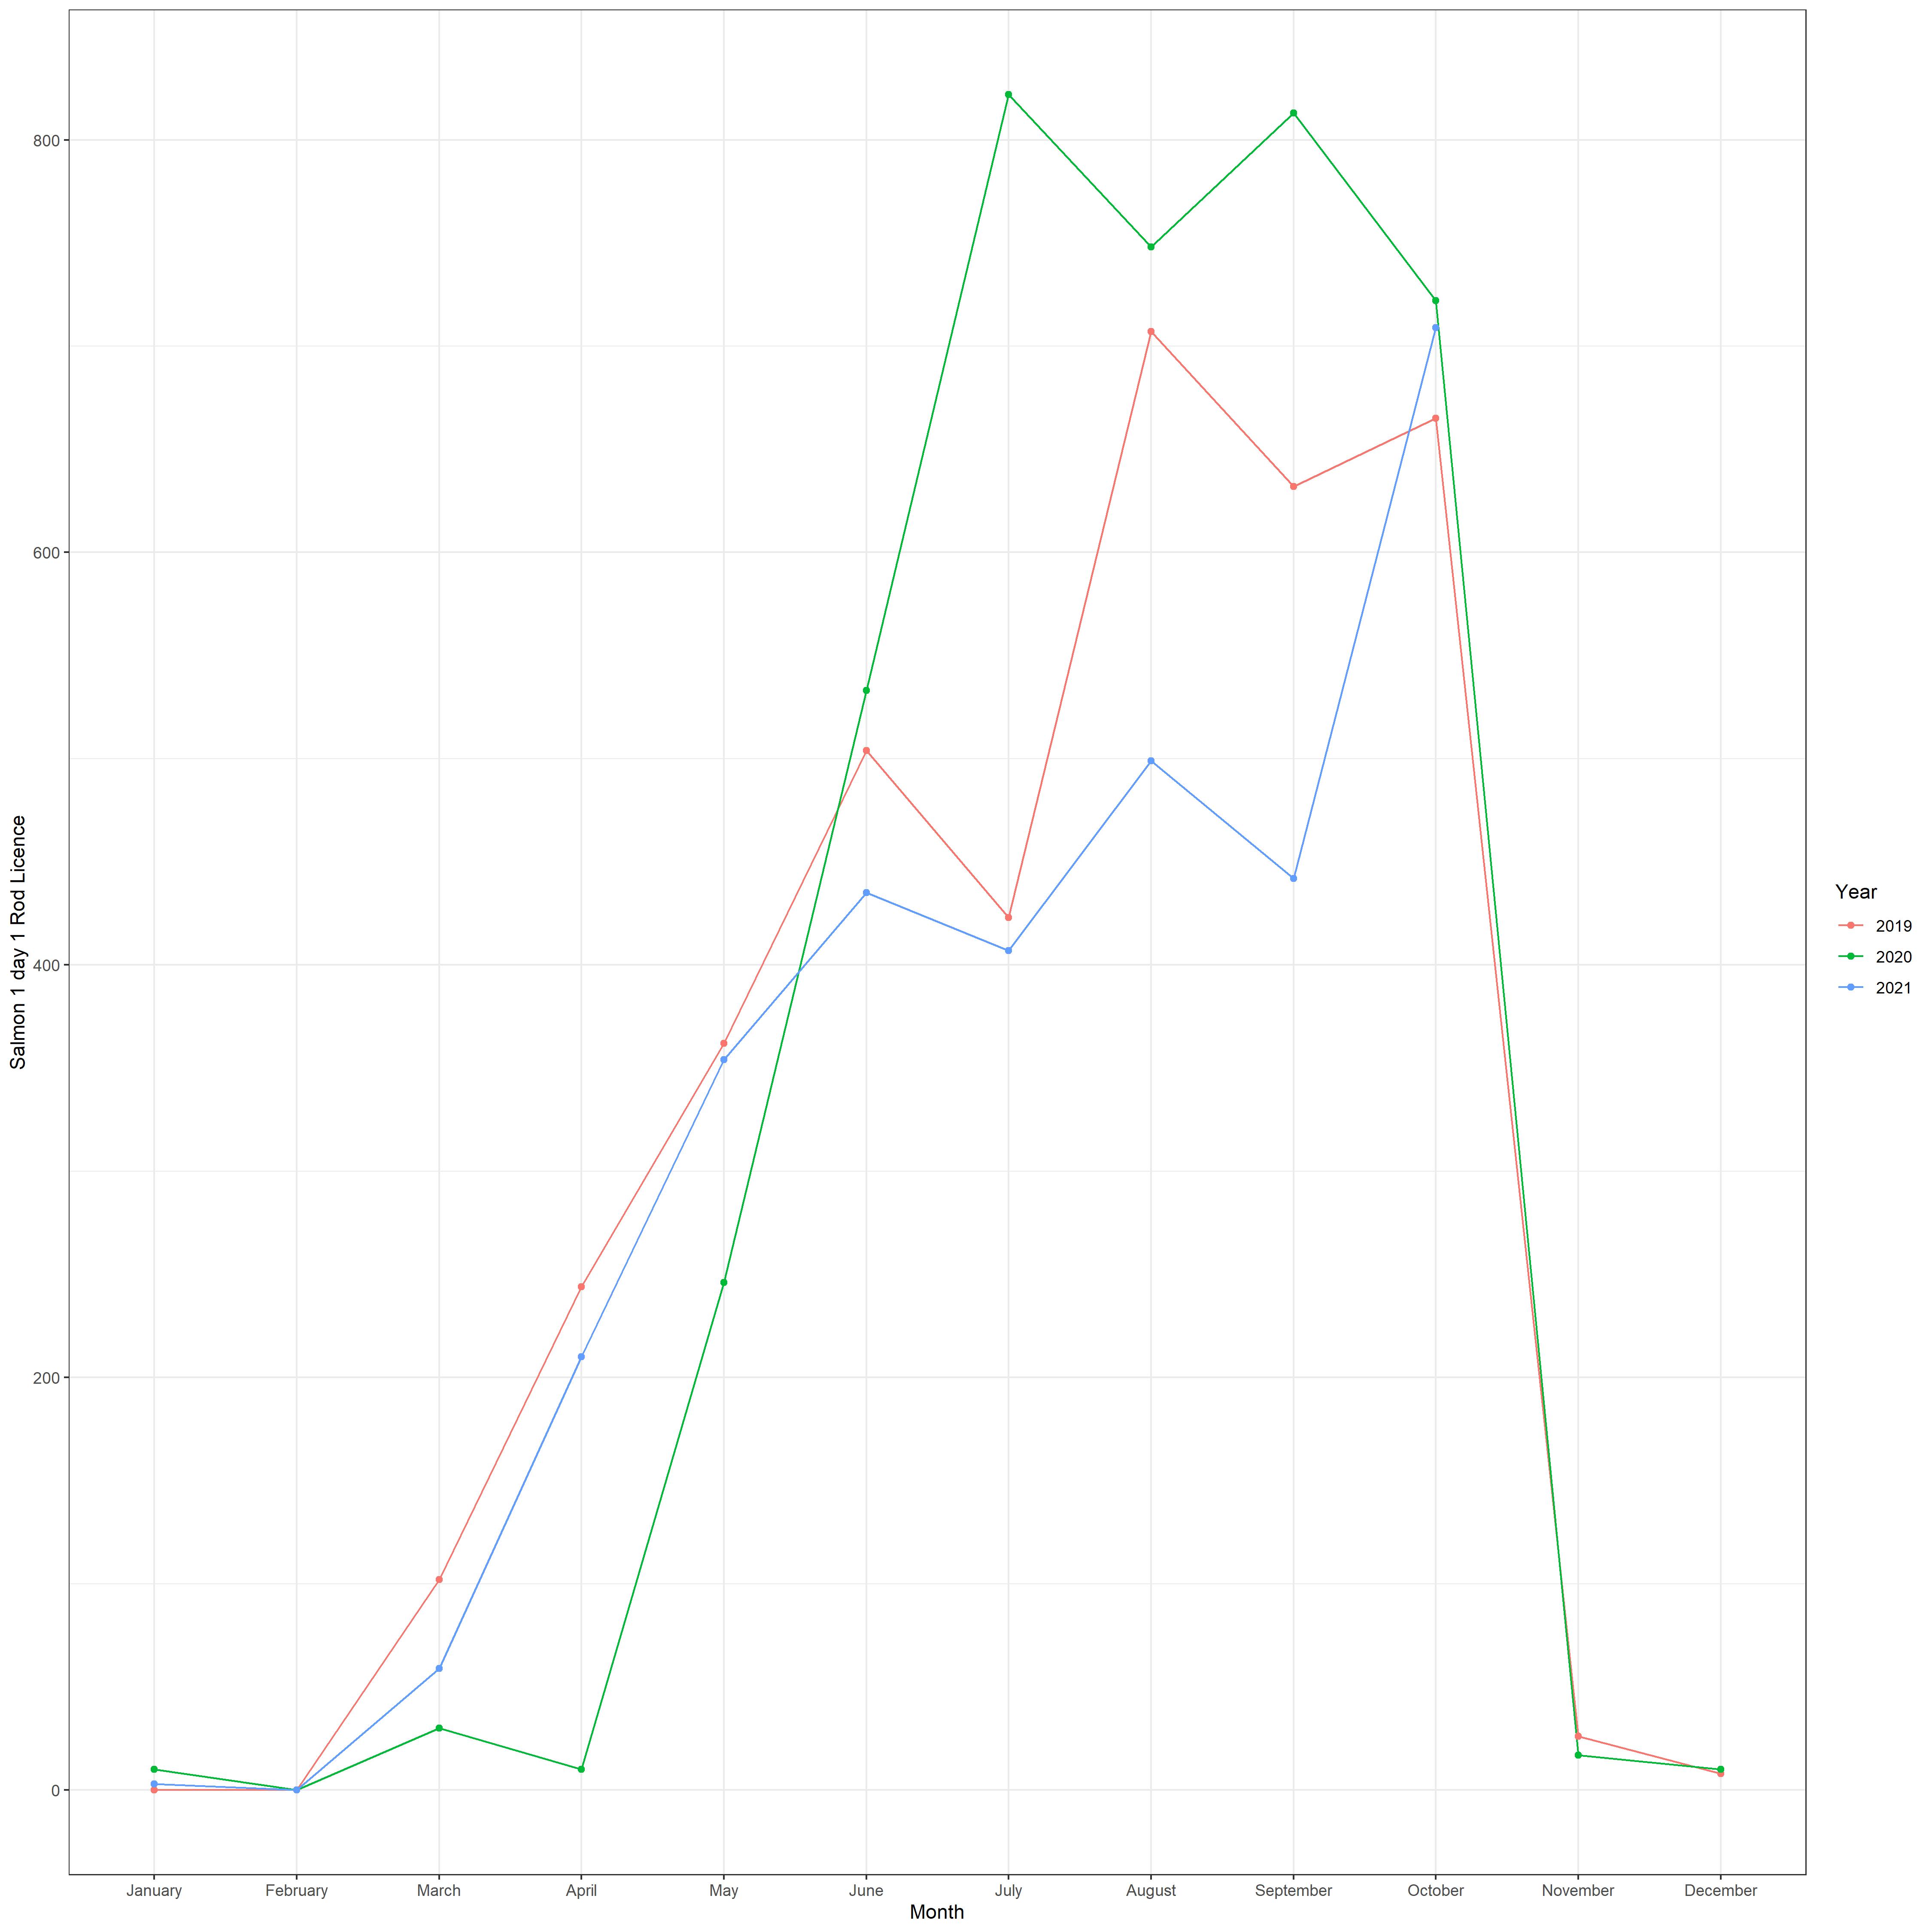 Salmon 1 day 1 Rod Licence
800
600
400
200
0
January February March April May June July August September October November December
Month
Year
2019
2020
2021